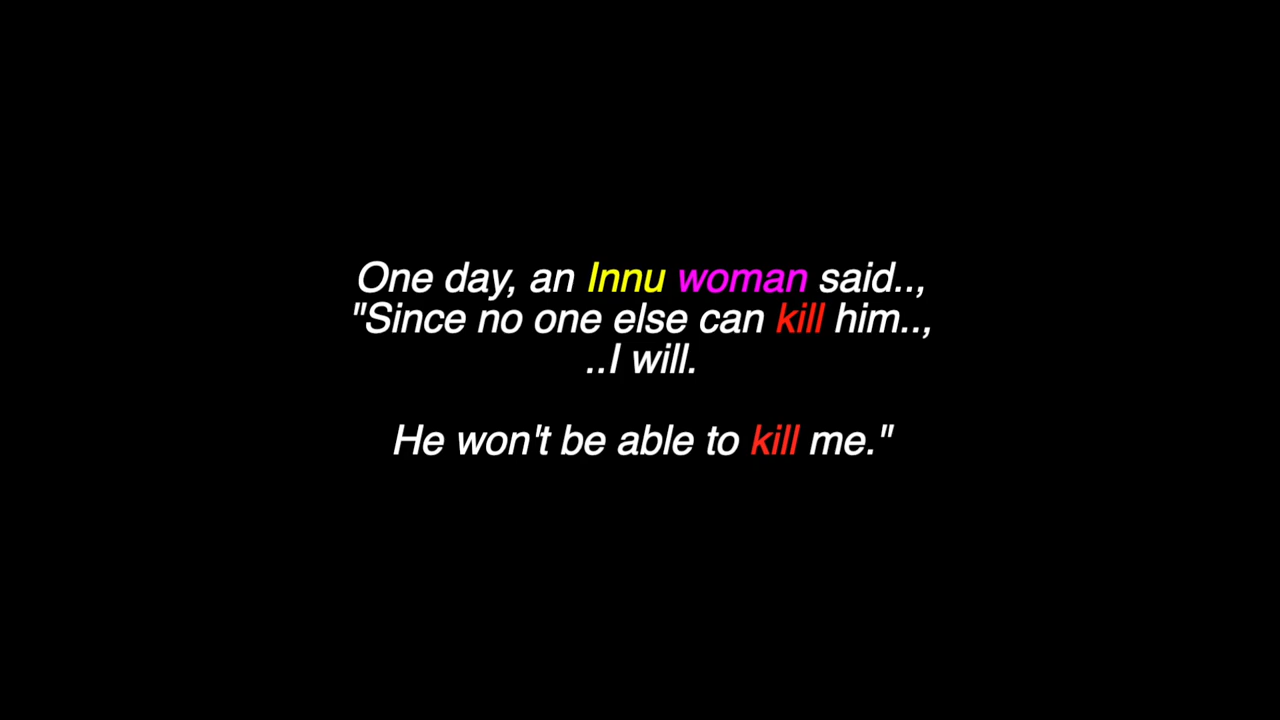 One day, an Innu woman said..,
"Since no one else can kill him..,
..I will.
He won't be able to kill me."